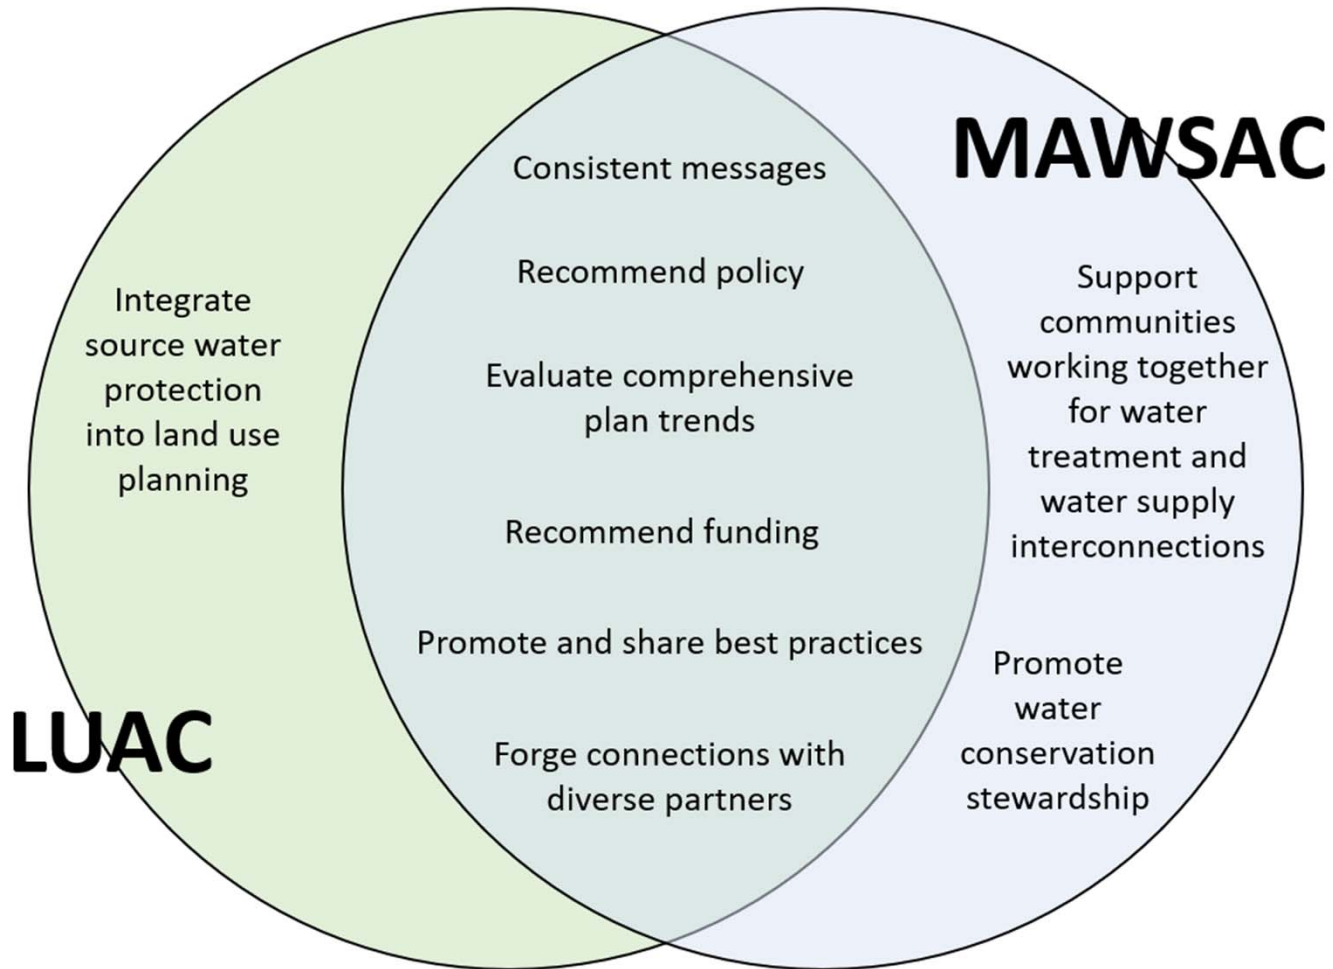 MAWSAC
Consistent messages
Recommend policy
Evaluate comprehensive
plan trends
Recommend funding
Promote and share best practices
Forge connections with
diverse partners
Integrate
source water
protection
into land use
planning
LUAC
Support
communities
working together
for water
treatment and
water supply
interconnections
Promote
water
conservation
stewardship